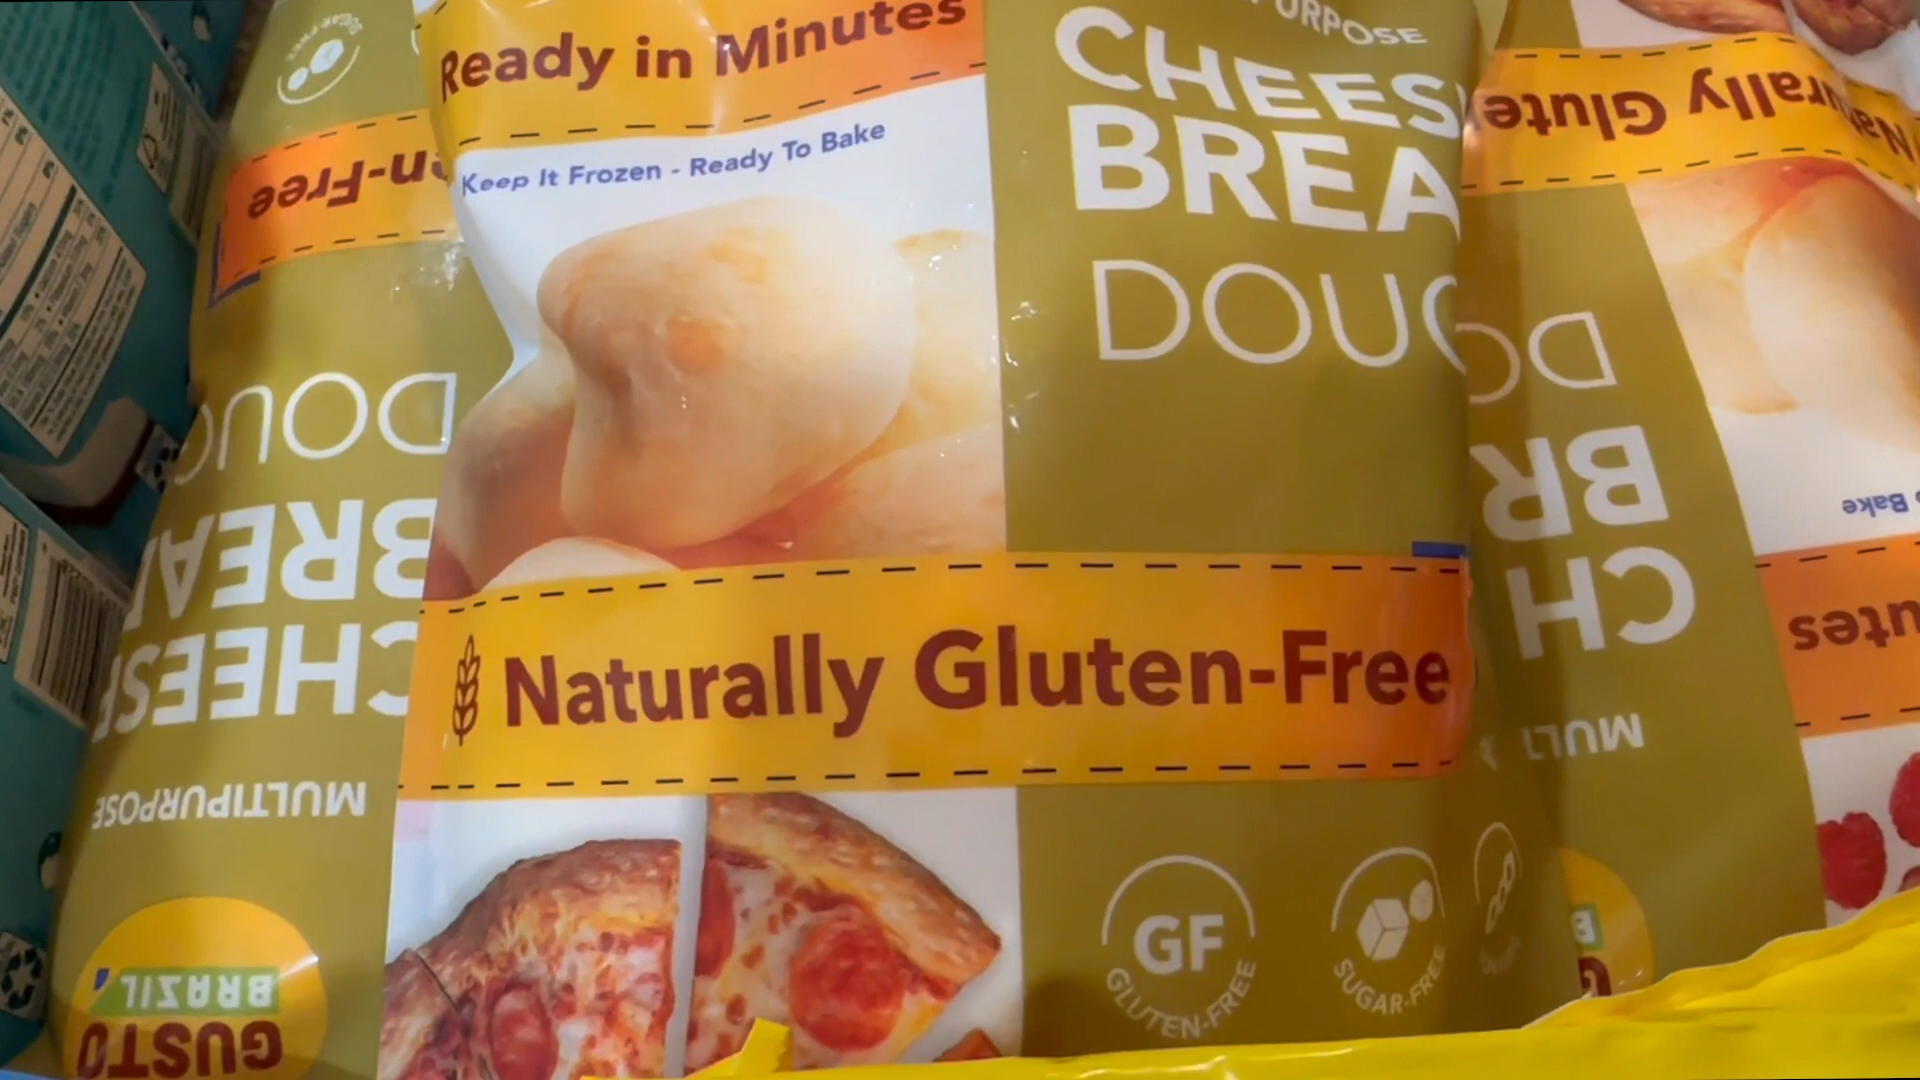 Ready in Minutes
Keep It Frozen - Ready To Bake
URPOSE
CHEES
BREA
DOUG
Naturally Gluten-Free
GF
GLUTEN-FREE
SUGAR-FREE
n-Free
DOUG
BREA
CHEESE
MULTIPURPOSE
BRAZIL
GUSTO
Naturally Glute
DO
BR
CH
MULTI
Bake
utes